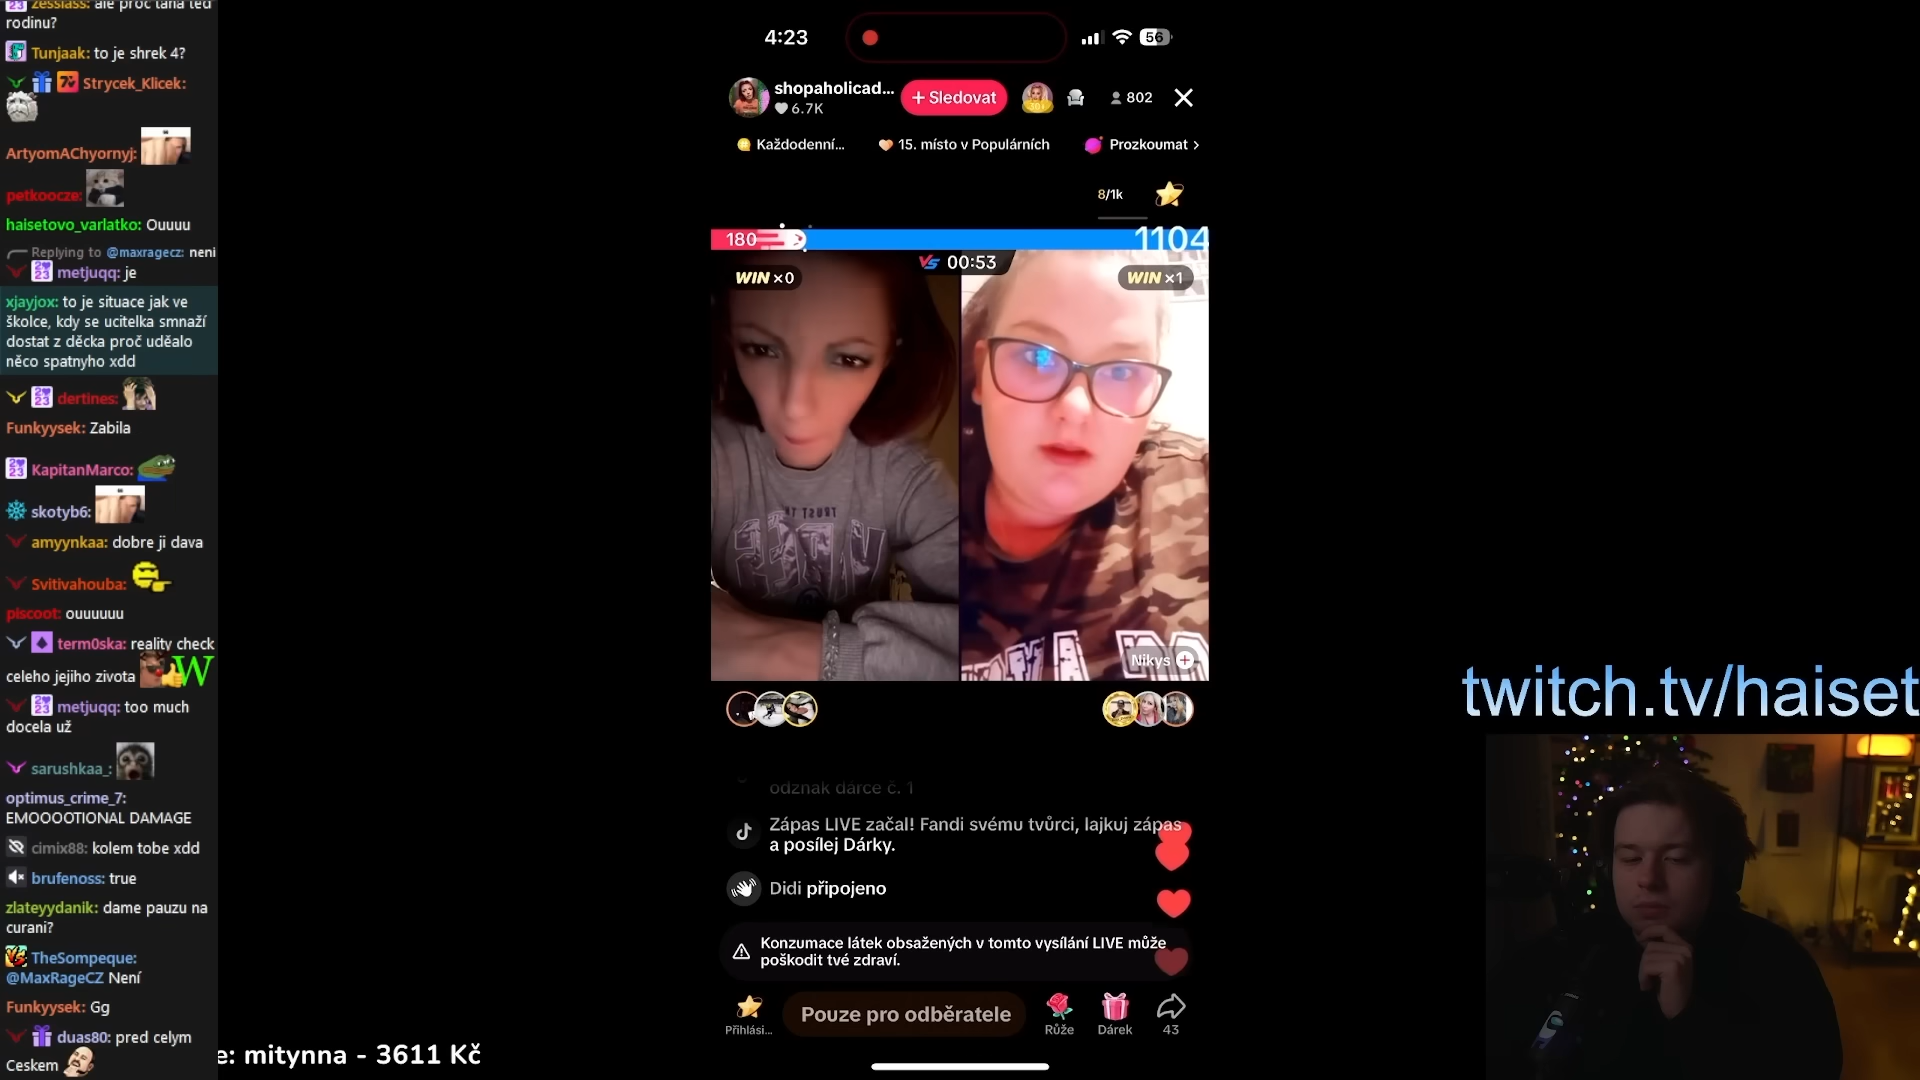 zesslass: ale proč taha ted
rodinu?
Tunjaak: to je shrek 4?
Strycek_Klicek:
ArtyomAChyornyj:
petkoocze:
haisetovo_varlatko: Ouuuu
Replying to @maxragecz: neni
metjuqq: je
xjayjox: to je situace jak ve
školce, kdy se ucitelka smnaží
dostat z děcka proč uděalo
něco spatnyho xdd
dertines:
Funkyysek: Zabila
KapitanMarco:
skotyb6:
amyynkaa: dobre ji dava
Svitivahouba:
piscoot: ouuuuuu
term0ska: reality check
celeho jejiho zivota W
metjuqq: too much
docela už
sarushkaa_:
optimus_crime_7:
EMOOOOTIONAL DAMAGE
cimix88: kolem tobe xdd
brufenoss: true
zlateyydanik: dame pauzu na
curani?
TheSompeque:
@MaxRageCZ Není
Funkyysek: Gg
duas80: pred celym
Ceskem
e: mitynna - 3611 Kč
4:23
56
shopaholicad...
6.7K
+ Sledovat
802
Každodenní...
15. místo v Populárních
Prozkoumat >
8/1k
180
1104
VS 00:53
WIN ×0
WIN ×1
Nikys
odznak dárce č. 1
Zápas LIVE začal! Fandi svému tvůrci, lajkuj zápas
a posílej Dárky.
Didi připojeno
Konzumace látek obsažených v tomto vysílání LIVE může
poškodit tvé zdraví.
Přihlási...
Pouze pro odběratele
Růže
Dárek
43
twitch.tv/haiset